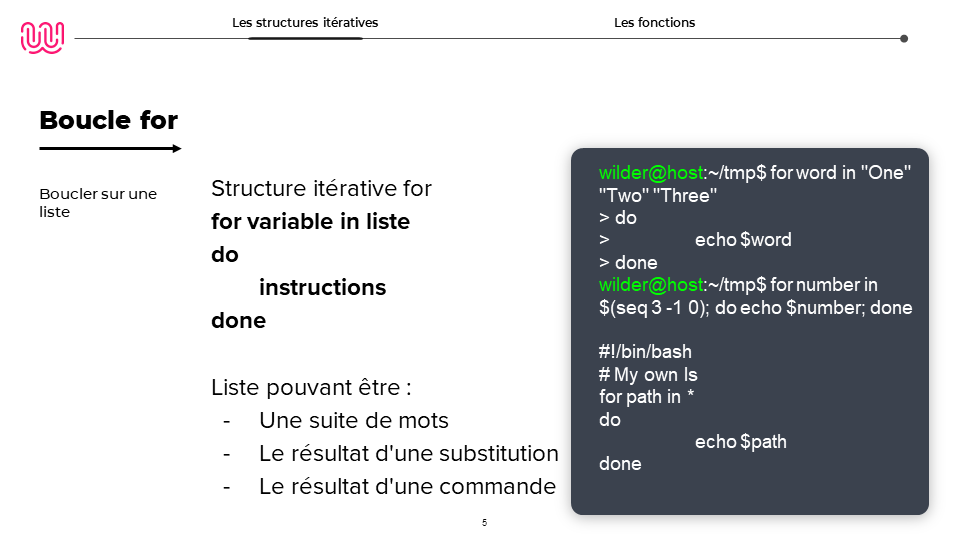 Les structures itératives
Les fonctions
Boucle for
Boucler sur une
liste
Structure itérative for
for variable in liste
do
instructions
done
Liste pouvant être :
- Une suite de mots
- Le résultat d'une substitution
- Le résultat d'une commande
wilder@host:~/tmp$ for word in "One"
"Two" "Three"
> do
> echo $word
> done
wilder@host:~/tmp$ for number in
$(seq 3 -1 0); do echo $number; done
#!/bin/bash
# My own ls
for path in *
do
echo $path
done
5